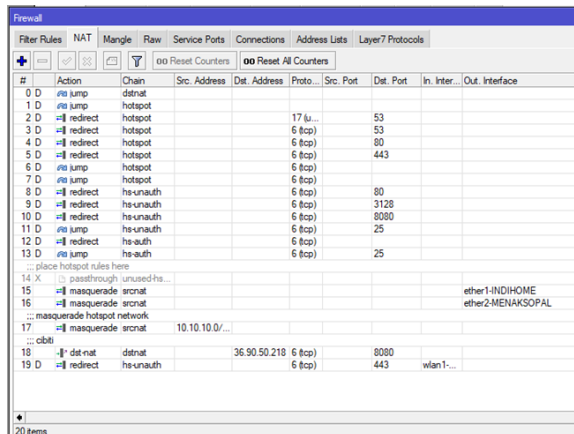 Firewall
Filter Rules NAT Mangle Raw Service Ports Connections Address Lists Layer7 Protocols
00 Reset Counters 00 Reset All Counters
# Action Chain Src. Address Dst. Address Proto... Src. Port Dst. Port In. Inter... Out. Interface
0 D jump dstnat
1 D jump hotspot
2 D redirect hotspot 17 (u... 53
3 D redirect hotspot 6 (tcp) 53
4 D redirect hotspot 6 (tcp) 80
5 D redirect hotspot 6 (tcp) 443
6 D jump hotspot 6 (tcp)
7 D jump hotspot 6 (tcp)
8 D redirect hs-unauth 6 (tcp) 80
9 D redirect hs-unauth 6 (tcp) 3128
10 D redirect hs-unauth 6 (tcp) 8080
11 D jump hs-unauth 6 (tcp) 25
12 D redirect hs-auth 6 (tcp)
13 D jump hs-auth 6 (tcp) 25
;;; place hotspot rules here
14 X passthrough unused-hs...
15 masquerade srcnat ether1-INDIHOME
16 masquerade srcnat ether2-MENAKSOPAL
;;; masquerade hotspot network
17 masquerade srcnat 10.10.10.0/...
;;; cibiti
18 dst-nat dstnat 36.90.50.218 6 (tcp) 8080
19 D redirect hs-unauth 6 (tcp) 443 wlan1-...
20 items